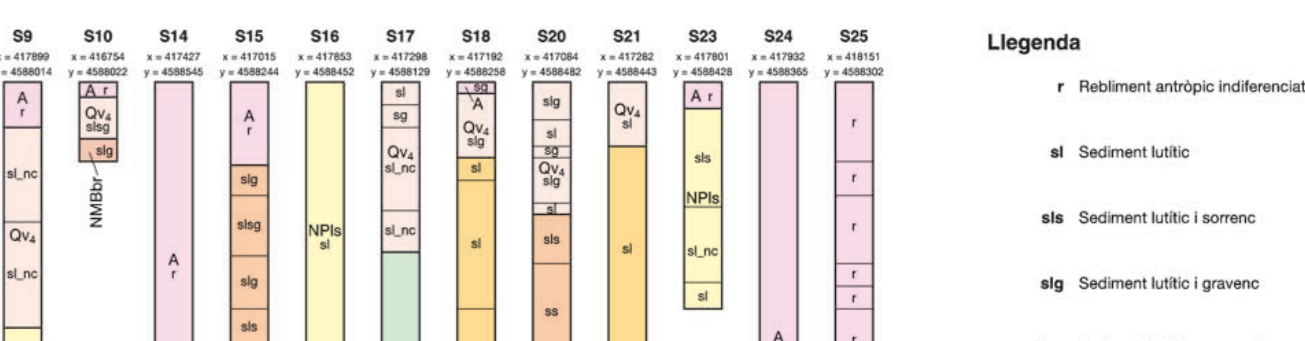 S9 S10 S14 S15 S16 S17 S18 S20 S21 S23 S24 S25
x = 417899 x = 416754 x = 417427 x = 417015 x = 417853 x = 417298 x = 417192 x = 417084 x = 417282 x = 417801 x = 417932 x = 418151
= 4588014 y = 4588022 y = 4588545 y = 4588244 y = 4588452 y = 4588129 y = 4588258 y = 4588482 y = 4588443 y = 4588428 y = 4588365 y = 4588302
A
r
sl_nc
Qv4
sl_nc
A r
Qv4
slsg
slg
NMBbr
A
r
A
r
slg
slsg
slg
sls
NPls
sl
sl
sg
Qv4
sl_nc
sl_nc
sg
A
Qv4
slg
sl
sl
slg
sl
sg
Qv4
slg
sl
sls
ss
Qv4
sl
sl
A r
sls
NPls
sl_nc
sl
A
r
r
r
r
r
r
Llegenda
r Rebliment antròpic indiferenciat
sl Sediment lutític
sls Sediment lutític i sorrenc
slg Sediment lutític i gravenc